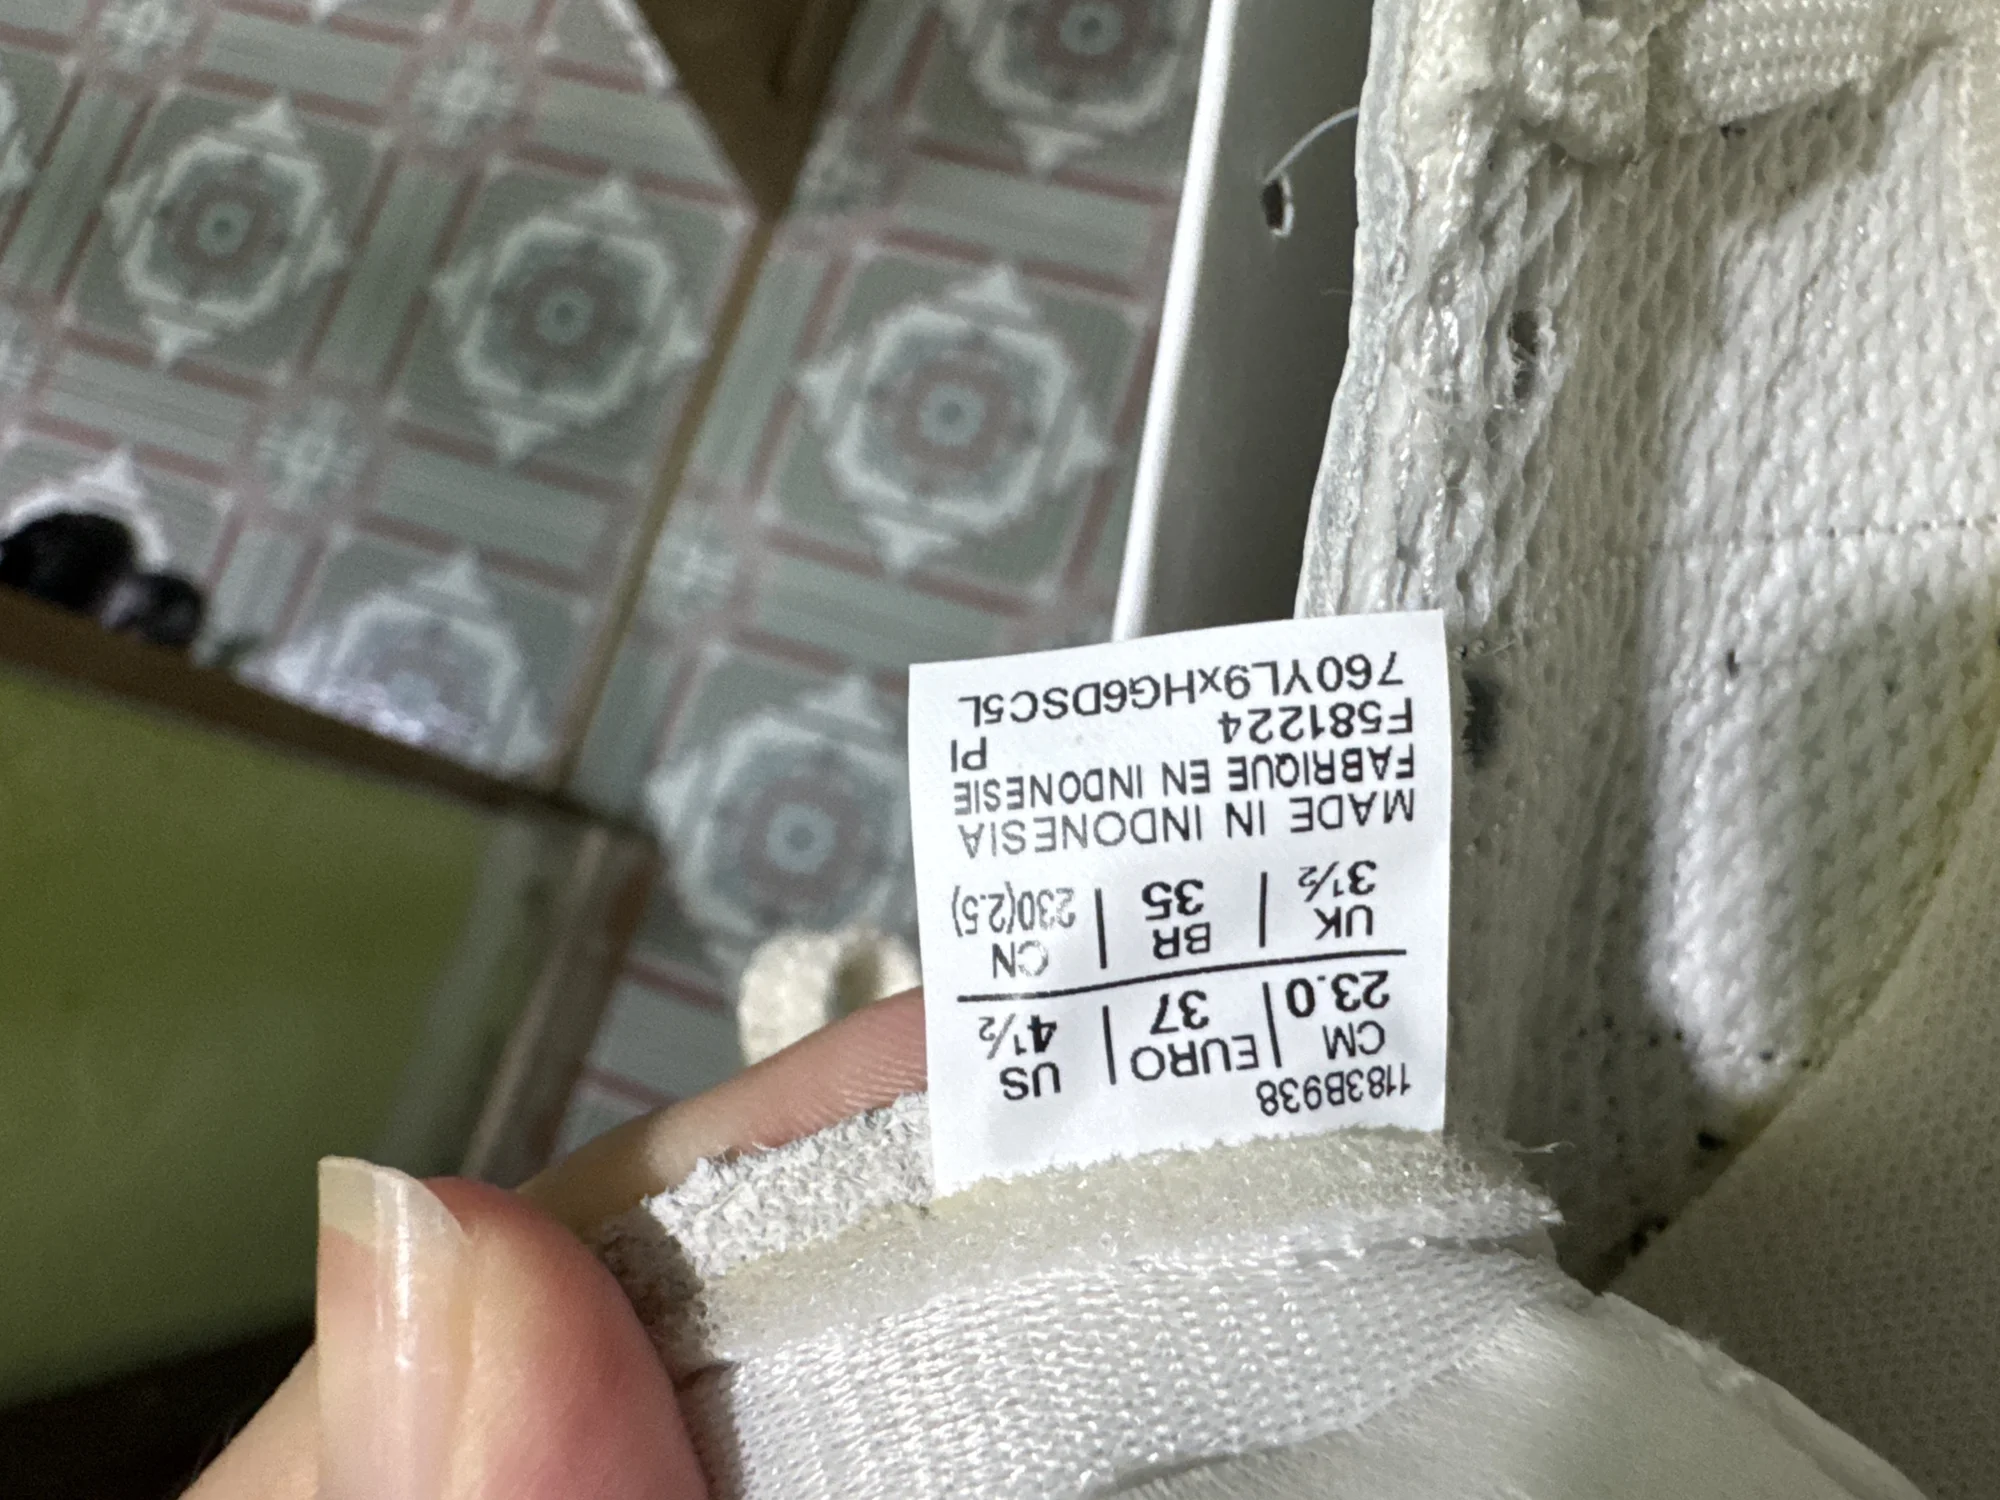 1183B938
CM | EURO | US
23.0 | 37 | 4½
UK | BR | CN
3½ | 35 | 230(2.5)
MADE IN INDONESIA
FABRIQUE EN INDONESIE
F581224 PI
760YL9xHG6DSC5L